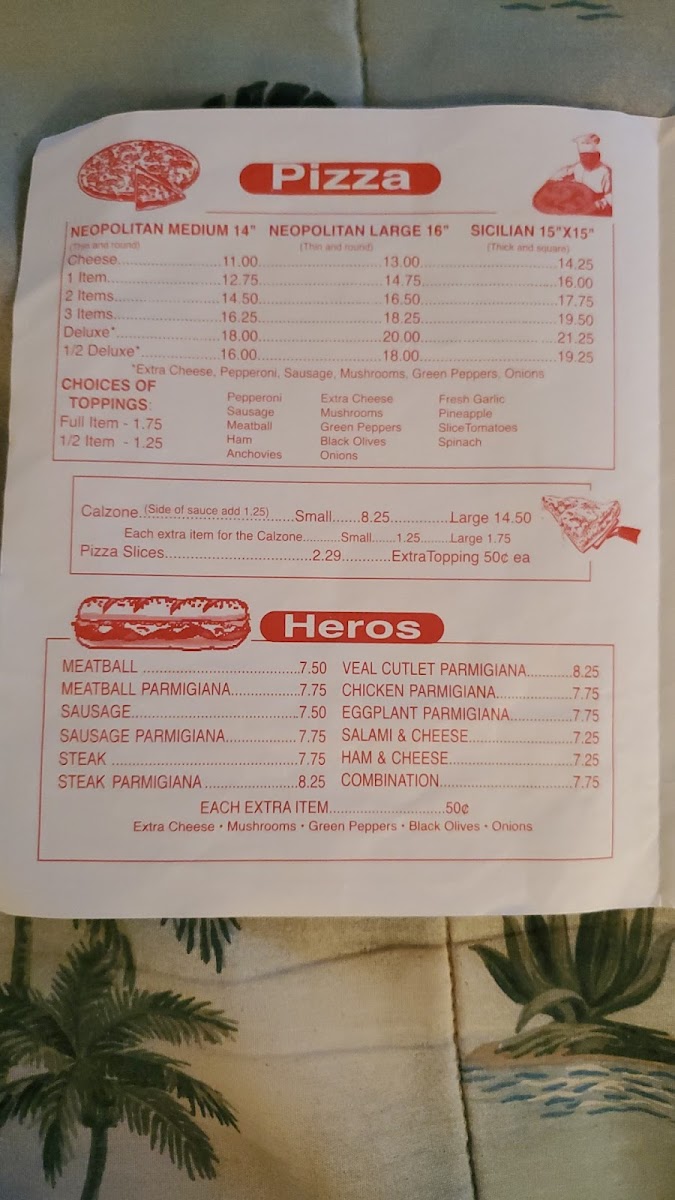 Pizza
NEOPOLITAN MEDIUM 14" NEOPOLITAN LARGE 16" SICILIAN 15"X15"
(Thin and round) (Thin and round) (Thick and square)
Cheese......11.00......13.00......14.25
1 Item......12.75......14.75......16.00
2 Items......14.50......16.50......17.75
3 Items......16.25......18.25......19.50
Deluxe*......18.00......20.00......21.25
1/2 Deluxe*......16.00......18.00......19.25
*Extra Cheese, Pepperoni, Sausage, Mushrooms, Green Peppers, Onions
CHOICES OF
TOPPINGS:
Full Item - 1.75
1/2 Item - 1.25
Pepperoni
Sausage
Meatball
Ham
Anchovies
Extra Cheese
Mushrooms
Green Peppers
Black Olives
Onions
Fresh Garlic
Pineapple
SliceTomatoes
Spinach
Calzone..(Side of sauce add 1.25)......Small......8.25......Large 14.50
Each extra item for the Calzone......Small......1.25......Large 1.75
Pizza Slices......2.29......ExtraTopping 50¢ ea
Heros
MEATBALL ......7.50
MEATBALL PARMIGIANA......7.75
SAUSAGE......7.50
SAUSAGE PARMIGIANA......7.75
STEAK ......7.75
STEAK PARMIGIANA ......8.25
VEAL CUTLET PARMIGIANA......8.25
CHICKEN PARMIGIANA......7.75
EGGPLANT PARMIGIANA......7.75
SALAMI & CHEESE......7.25
HAM & CHEESE......7.25
COMBINATION......7.75
EACH EXTRA ITEM......50¢
Extra Cheese • Mushrooms • Green Peppers • Black Olives • Onions